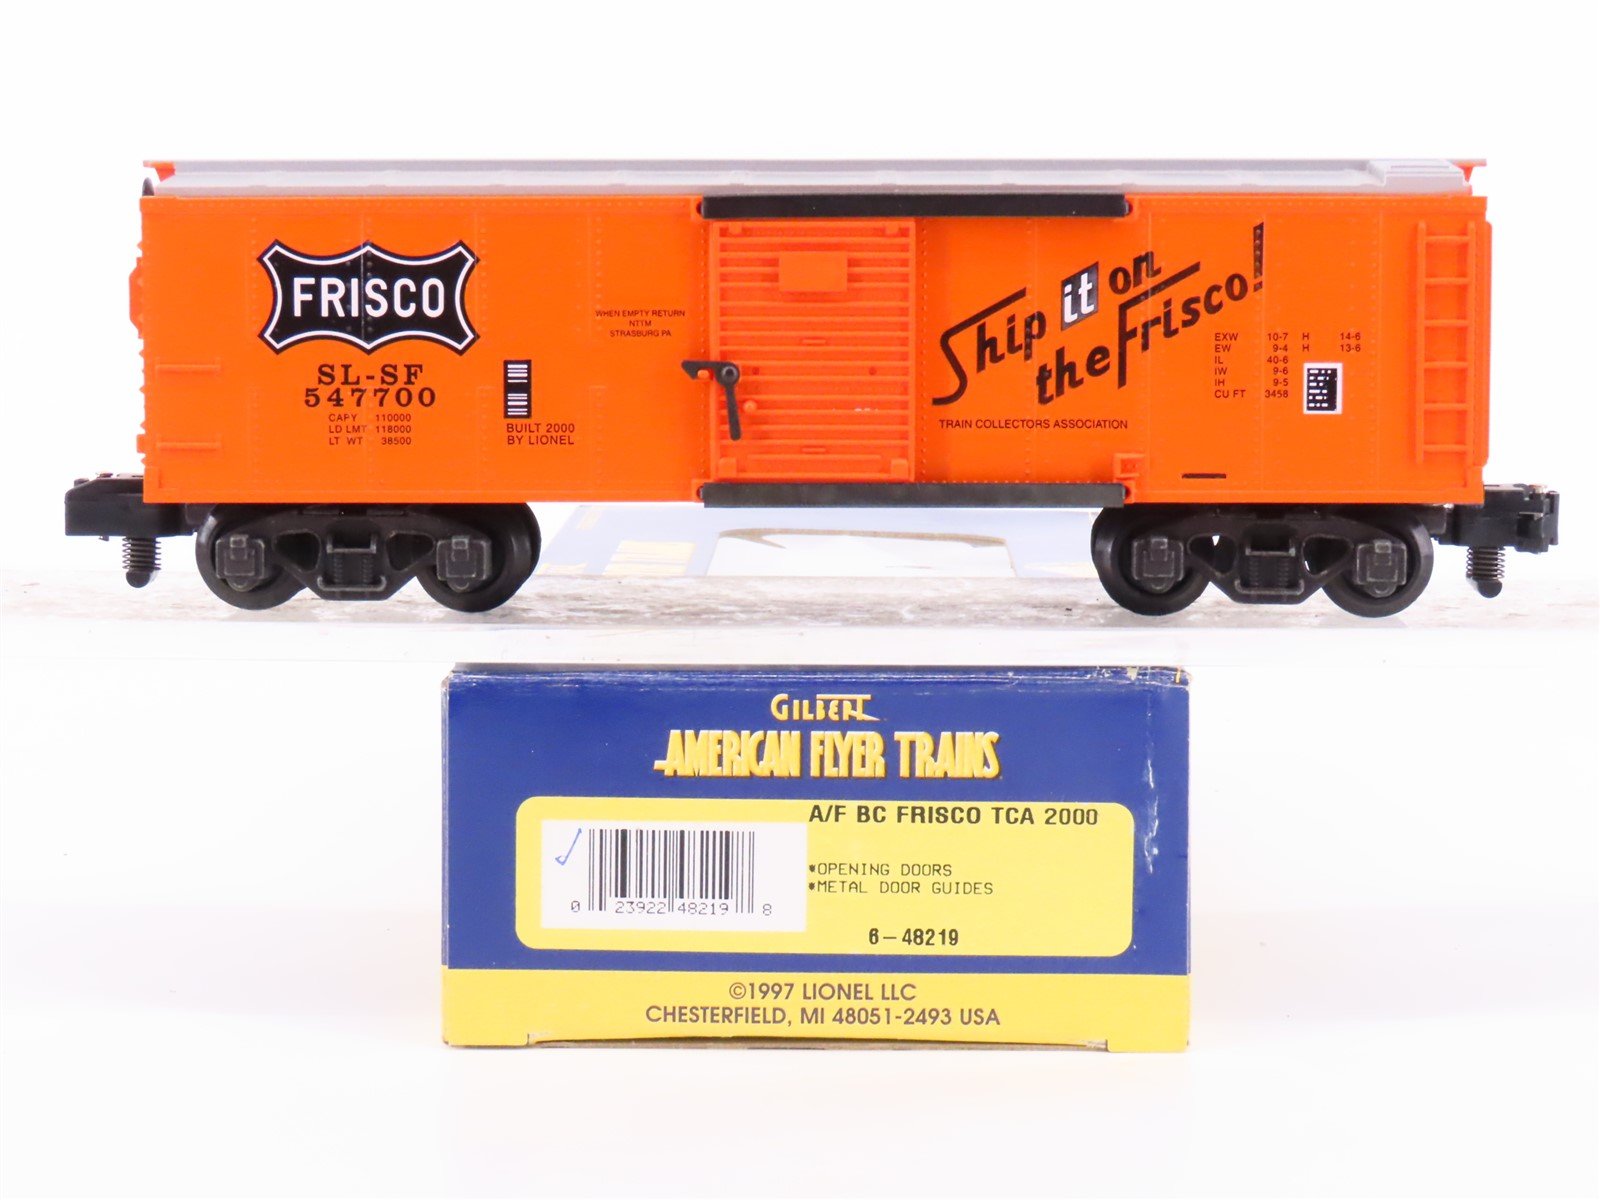 FRISCO
SL-SF
547700
CAPY 110000
LD LMT 118000
LT WT 38500
BUILT 2000
BY LIONEL
WHEN EMPTY RETURN
NTTM
STRASBURG PA
Ship it on
the Frisco!
TRAIN COLLECTORS ASSOCIATION
EXW 10-7 H 14-6
EW 9-4 H 13-6
IL 40-6
IW 9-6
IH 9-5
CU FT 3458
GILBERT
AMERICAN FLYER TRAINS
A/F BC FRISCO TCA 2000
*OPENING DOORS
*METAL DOOR GUIDES
0 23922 48219 8
6-48219
©1997 LIONEL LLC
CHESTERFIELD, MI 48051-2493 USA